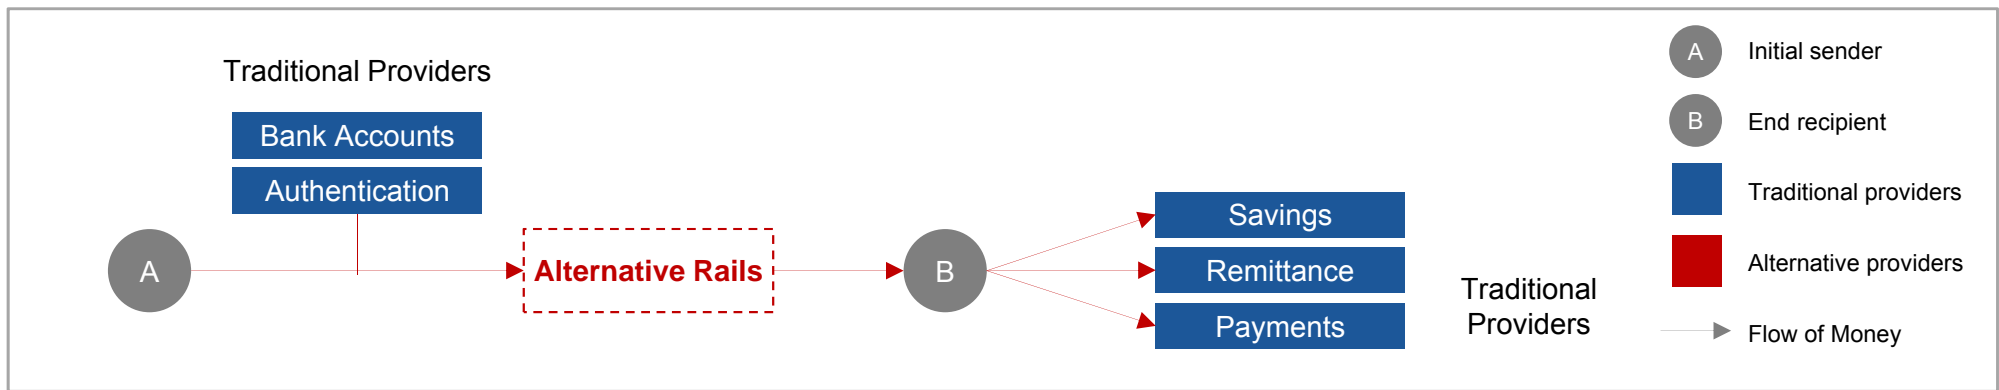 Traditional Providers
Bank Accounts
Authentication
A
Alternative Rails
B
Savings
Remittance
Payments
Traditional
Providers
A
Initial sender
B
End recipient
Traditional providers
Alternative providers
Flow of Money